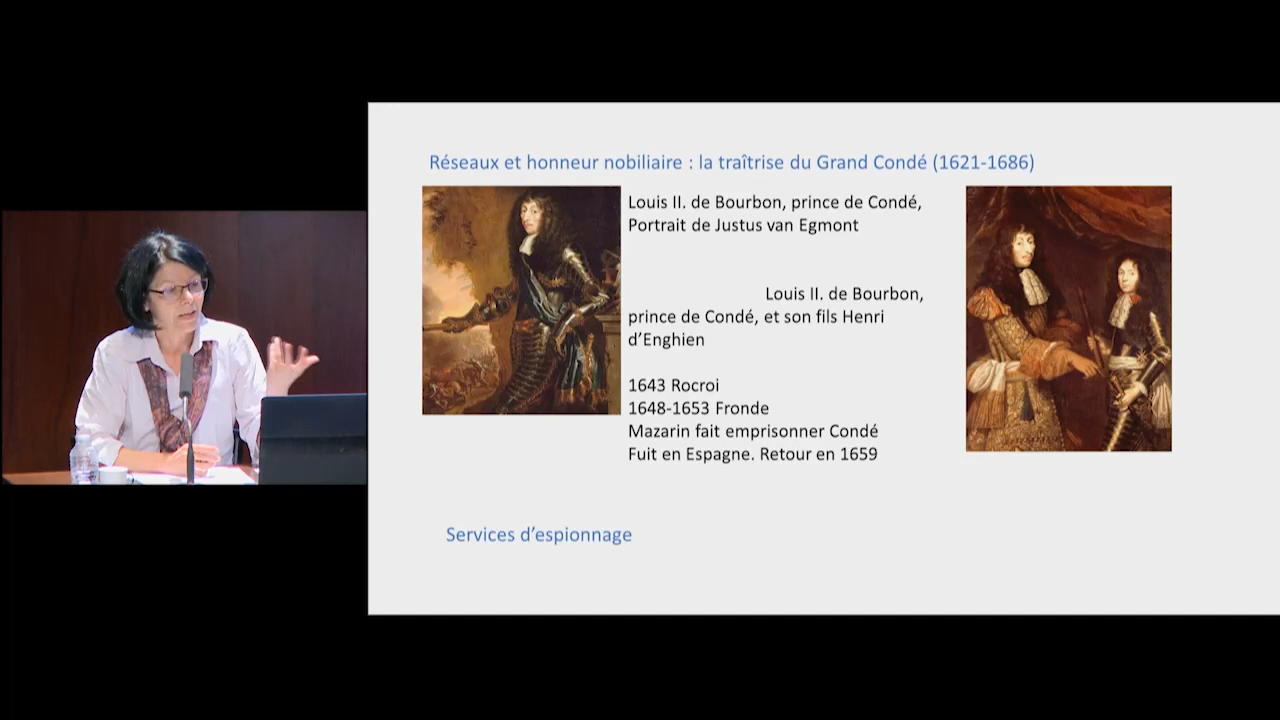 Réseaux et honneur nobiliaire : la traîtrise du Grand Condé (1621-1686)
Louis II. de Bourbon, prince de Condé,
Portrait de Justus van Egmont
Louis II. de Bourbon,
prince de Condé, et son fils Henri
d’Enghien
1643 Rocroi
1648-1653 Fronde
Mazarin fait emprisonner Condé
Fuit en Espagne. Retour en 1659
Services d’espionnage